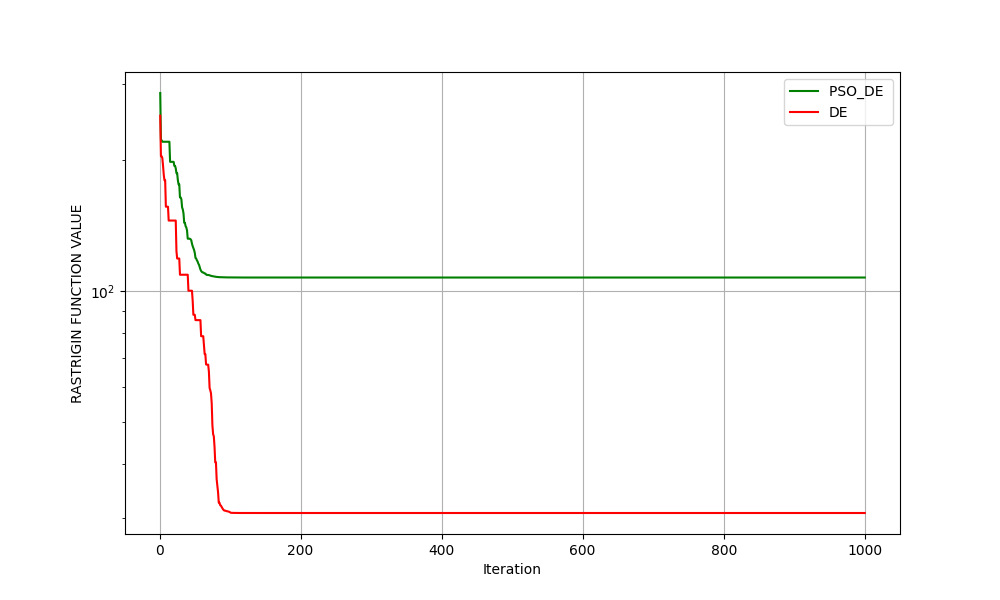 PSO_DE
DE
RASTRIGIN FUNCTION VALUE
10²
0 200 400 600 800 1000
Iteration